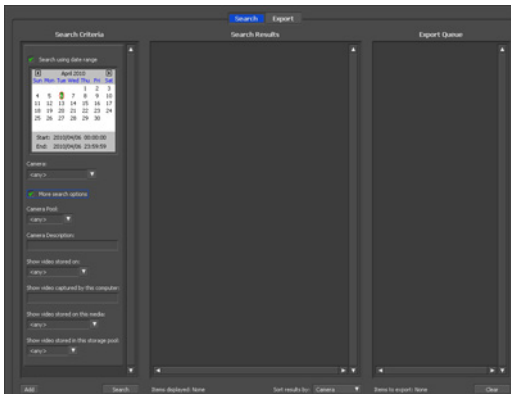 Search Export
Search Criteria
Search Results
Export Queue
Search using date range
April 2010
Sun Mon Tue Wed Thu Fri Sat
1 2 3
4 5 6 7 8 9 10
11 12 13 14 15 16 17
18 19 20 21 22 23 24
25 26 27 28 29 30
Start: 2010/04/06 00:00:00
End: 2010/04/06 23:59:59
Camera:
<any>
More search options
Camera Pool:
<any>
Camera Description:
Show video stored on:
<any>
Show video captured by this computer:
Show video stored on this media:
<any>
Show video stored in this storage pool:
<any>
Add
Search
Items displayed: None
Sort results by: Camera
Items to export: None
Clear